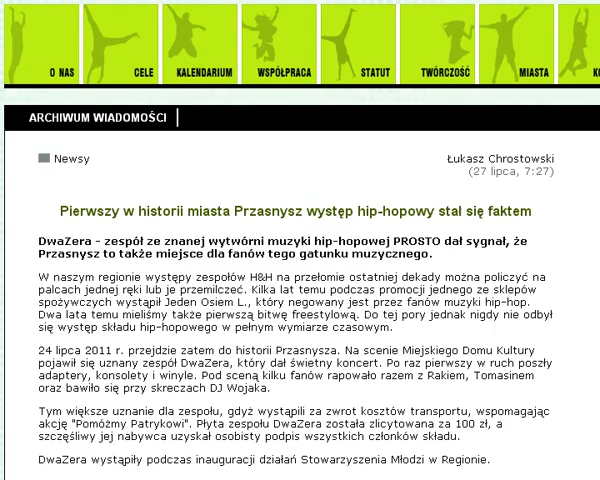 O NAS
CELE
KALENDARIUM
WSPÓŁPRACA
STATUT
TWÓRCZOŚĆ
MIASTA
ARCHIWUM WIADOMOŚCI
Newsy
Łukasz Chrostowski
(27 lipca, 7:27)
Pierwszy w historii miasta Przasnysz występ hip-hopowy stal się faktem
DwaZera - zespół ze znanej wytwórni muzyki hip-hopowej PROSTO dał sygnał, że
Przasnysz to także miejsce dla fanów tego gatunku muzycznego.
W naszym regionie występy zespołów H&H na przełomie ostatniej dekady można policzyć na
palcach jednej ręki lub je przemilczeć. Kilka lat temu podczas promocji jednego ze sklepów
spożywczych wystąpił Jeden Osiem L., który negowany jest przez fanów muzyki hip-hop.
Dwa lata temu mieliśmy także pierwszą bitwę freestylową. Do tej pory jednak nigdy nie odbył
się występ składu hip-hopowego w pełnym wymiarze czasowym.
24 lipca 2011 r. przejdzie zatem do historii Przasnysza. Na scenie Miejskiego Domu Kultury
pojawił się uznany zespół DwaZera, który dał świetny koncert. Po raz pierwszy w ruch poszły
adaptery, konsolety i winyle. Pod sceną kilku fanów rapowało razem z Rakiem, Tomasinem
oraz bawiło się przy skreczach DJ Wojaka.
Tym większe uznanie dla zespołu, gdyż wystąpili za zwrot kosztów transportu, wspomagając
akcję "Pomóżmy Patrykowi". Płyta zespołu DwaZera została zlicytowana za 100 zł, a
szczęśliwy jej nabywca uzyskał osobisty podpis wszystkich członków składu.
DwaZera wystąpiły podczas inauguracji działań Stowarzyszenia Młodzi w Regionie.